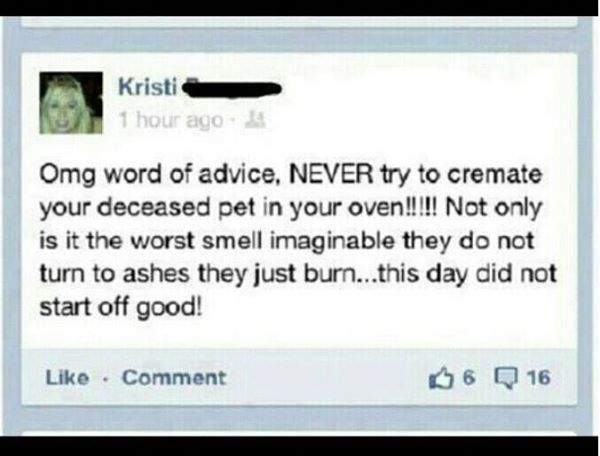 Kristi
1 hour ago ·
Omg word of advice, NEVER try to cremate
your deceased pet in your oven!!!!! Not only
is it the worst smell imaginable they do not
turn to ashes they just burn...this day did not
start off good!
Like · Comment 6 16